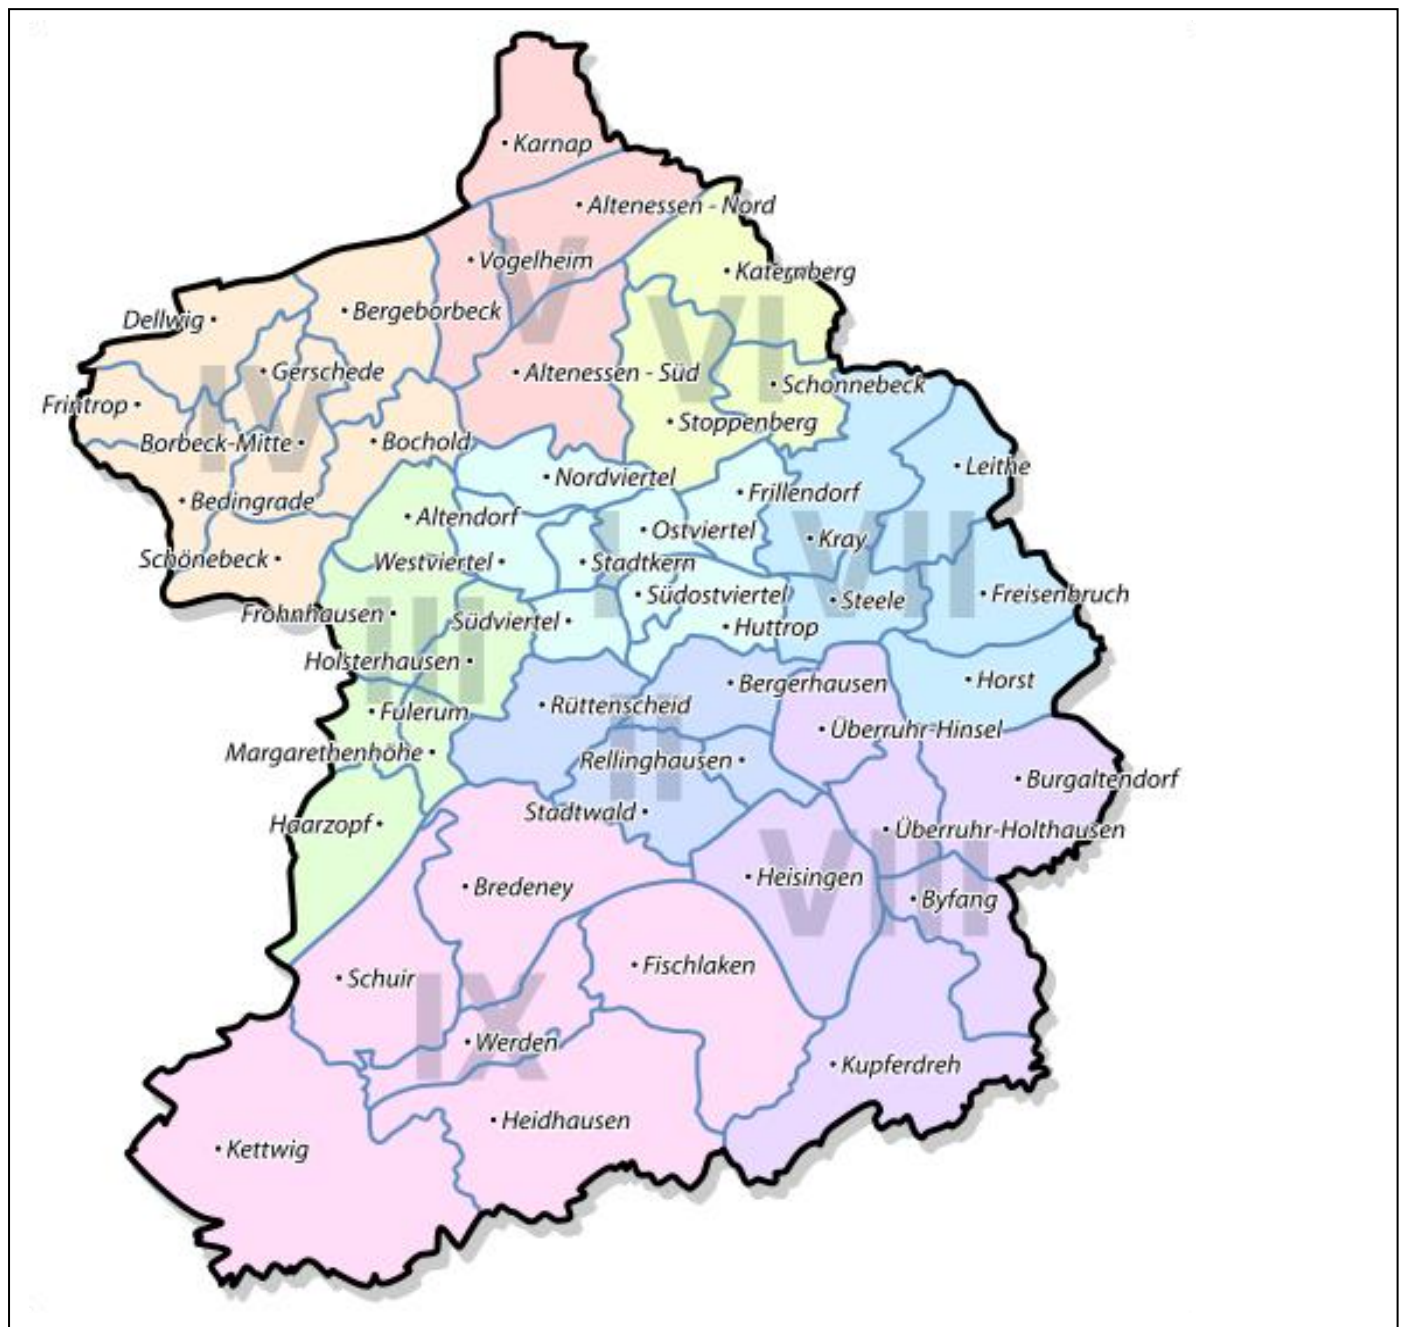 Karnap
Altenessen - Nord
Vogelheim
V
Katernberg
Bergeborbeck
Dellwig
VI
Gerschede
Altenessen - Süd
Schonnebeck
Frintrop
IV
Stoppenberg
Borbeck-Mitte
Bochold
Leithe
Nordviertel
Frillendorf
Bedingrade
Altendorf
Ostviertel
Kray
VII
Schönebeck
Westviertel
Stadtkern
I
Südostviertel
Steele
Freisenbruch
Frohnhausen
Südviertel
Huttrop
III
Holsterhausen
Bergerhausen
Horst
Fulerum
Rüttenscheid
Überruhr-Hinsel
II
Margarethenhöhe
Rellinghausen
Burgaltendorf
Haarzopf
Stadtwald
Überruhr-Holthausen
Bredeney
Heisingen
VIII
Byfang
Schuir
Fischlaken
IX
Werden
Kupferdreh
Heidhausen
Kettwig